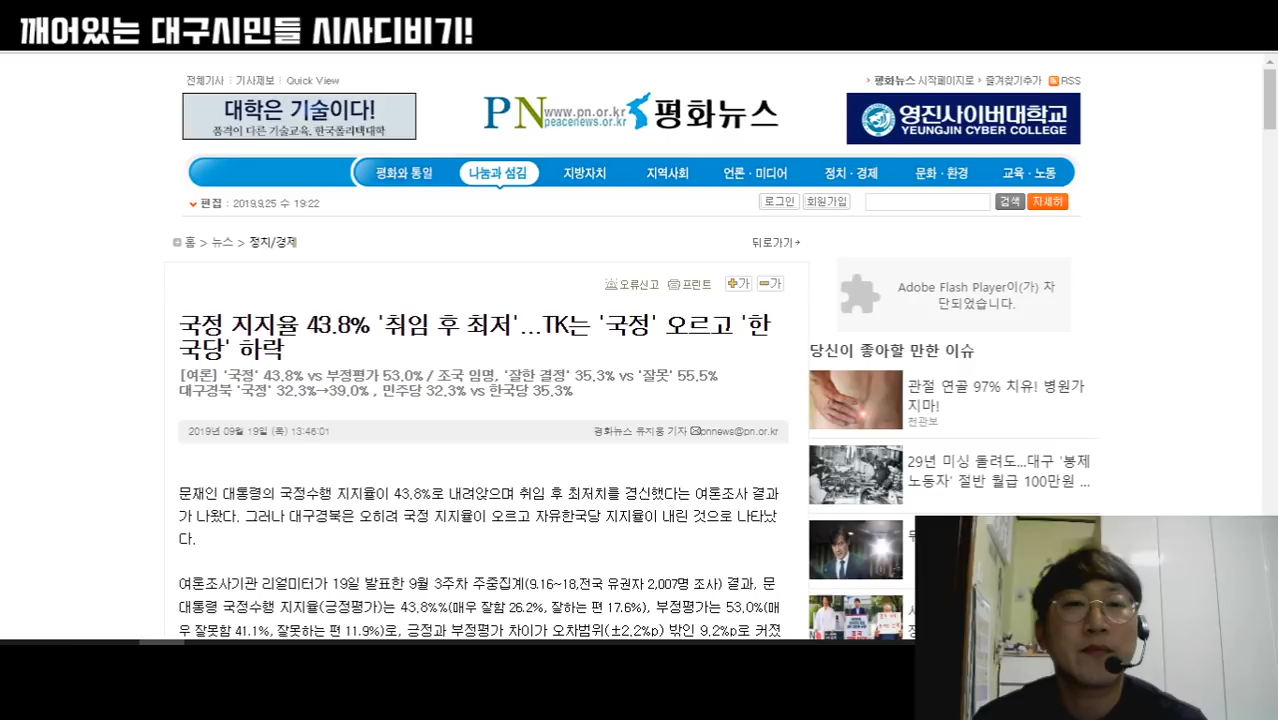 깨어있는 대구시민들 시사디비기!
전체기사 | 기사제보 | Quick View
평화뉴스 시작페이지로 즐겨찾기추가 RSS
대학은 기술이다!
품격이 다른 기술교육. 한국폴리텍대학
PN www.pn.or.kr
peacenews.or.kr 평화뉴스
영진사이버대학교
YEUNGJIN CYBER COLLEGE
평화와 통일 나눔과 섬김 지방자치 지역사회 언론·미디어 정치·경제 문화·환경 교육·노동
편집 : 2019.9.25 수 19:22
로그인 회원가입 검색 자세히
홈 > 뉴스 > 정치/경제
뒤로가기
오류신고 프린트 가 가
국정 지지율 43.8% '취임 후 최저'...TK는 '국정' 오르고 '한
국당' 하락
[여론] '국정' 43.8% vs 부정평가 53.0% / 조국 임명, '잘한 결정' 35.3% vs '잘못' 55.5%
대구경북 '국정' 32.3%→39.0% , 민주당 32.3% vs 한국당 35.3%
2019년 09월 19일 (목) 13:46:01
평화뉴스 유지웅 기자 pnnews@pn.or.kr
문재인 대통령의 국정수행 지지율이 43.8%로 내려앉으며 취임 후 최저치를 경신했다는 여론조사 결과
가 나왔다. 그러나 대구경북은 오히려 국정 지지율이 오르고 자유한국당 지지율이 내린 것으로 나타났
다.
여론조사기관 리얼미터가 19일 발표한 9월 3주차 주중집계(9.16~18,전국 유권자 2,007명 조사) 결과, 문
대통령 국정수행 지지율(긍정평가)는 43.8%%(매우 잘함 26.2%, 잘하는 편 17.6%), 부정평가는 53.0%(매
우 잘못함 41.1%, 잘못하는 편 11.9%)로, 긍정과 부정평가 차이가 오차범위(±2.2%p) 밖인 9.2%p로 커졌
Adobe Flash Player이(가) 차
단되었습니다.
당신이 좋아할 만한 이슈
관절 연골 97% 치유! 병원가
지마!
천관보
29년 미싱 돌려도...대구 '봉제
노동자' 절반 월급 100만원 ...